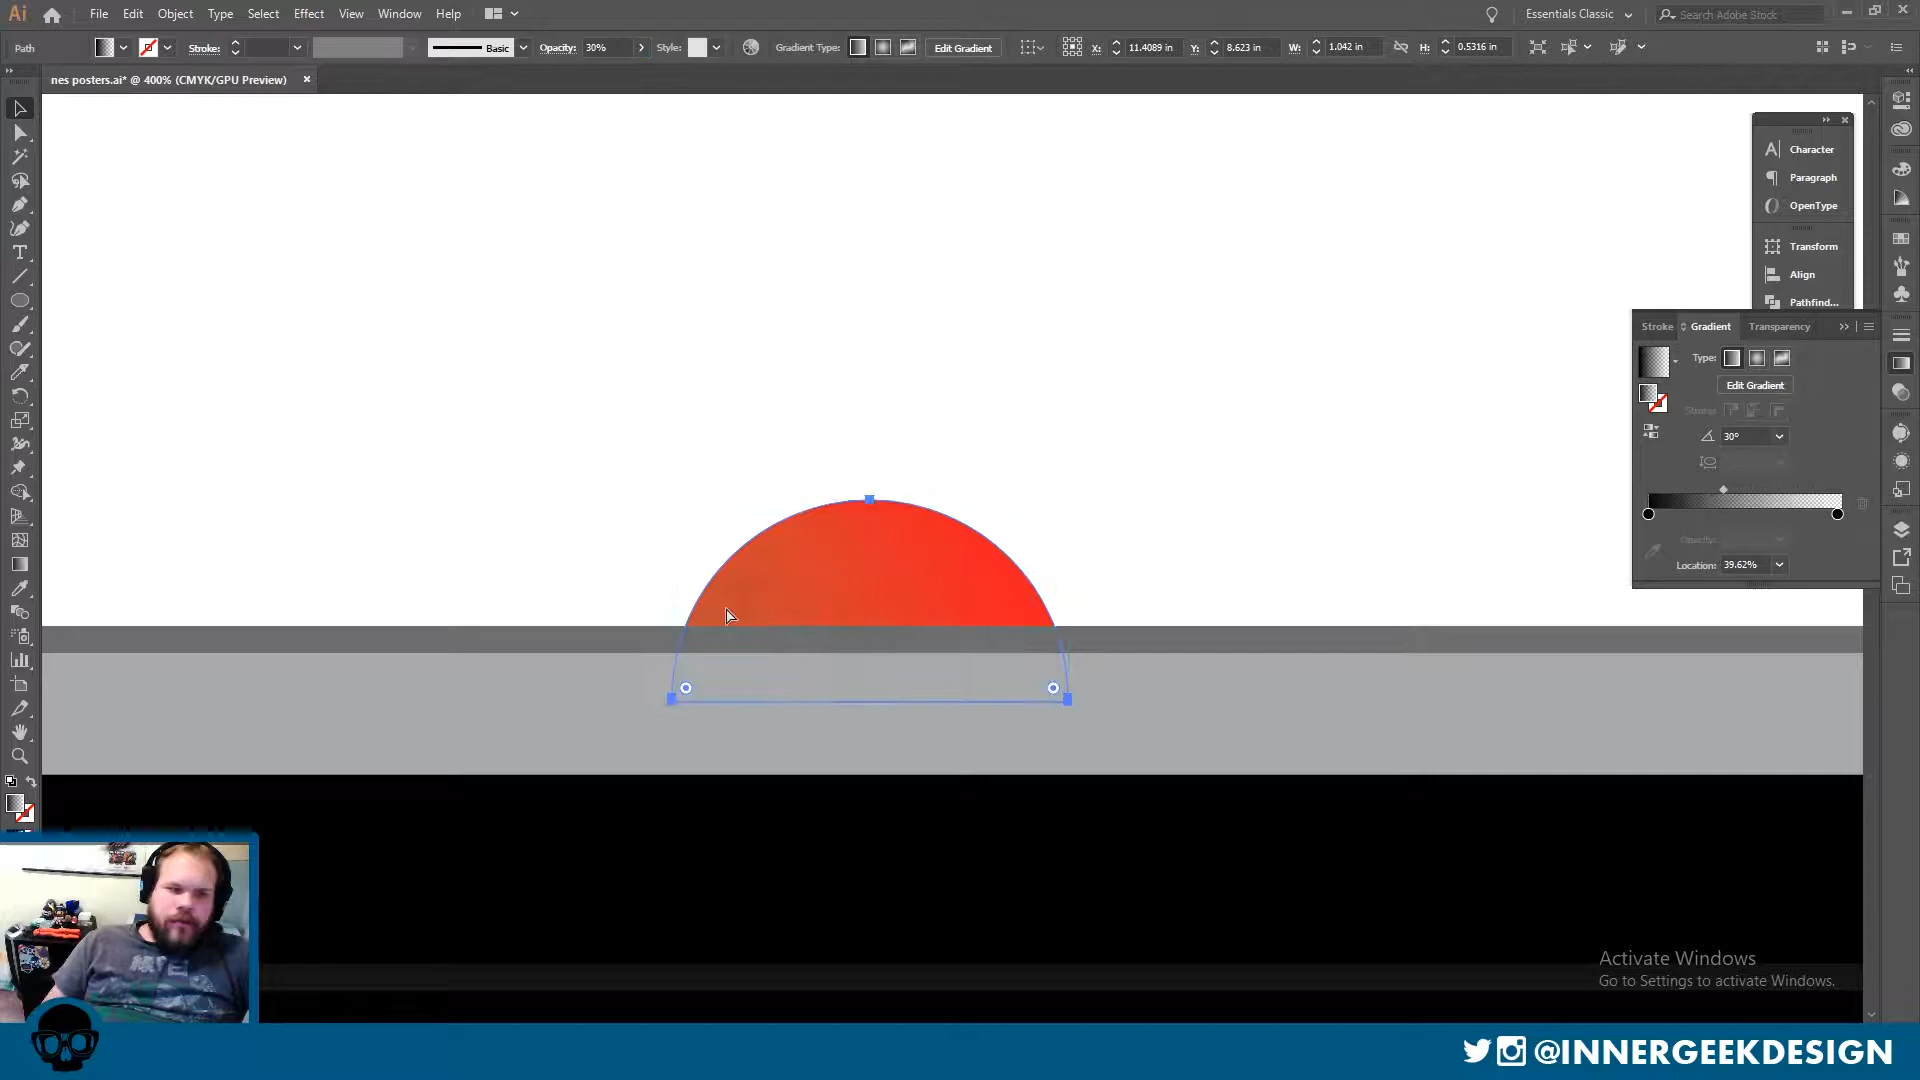 Ai File Edit Object Type Select Effect View Window Help Essentials Classic Search Adobe Stock
Path Stroke: Basic Opacity: 30% Style: Gradient Type: Edit Gradient X: 11.4089 in Y: 8.623 in W: 1.042 in H: 0.5316 in
nes posters.ai* @ 400% (CMYK/GPU Preview)
Character
Paragraph
OpenType
Transform
Align
Pathfind...
Stroke Gradient Transparency
Type:
Edit Gradient
Stroke:
30°
Opacity:
Location: 39.62%
Activate Windows
Go to Settings to activate Windows.
@INNERGEEKDESIGN